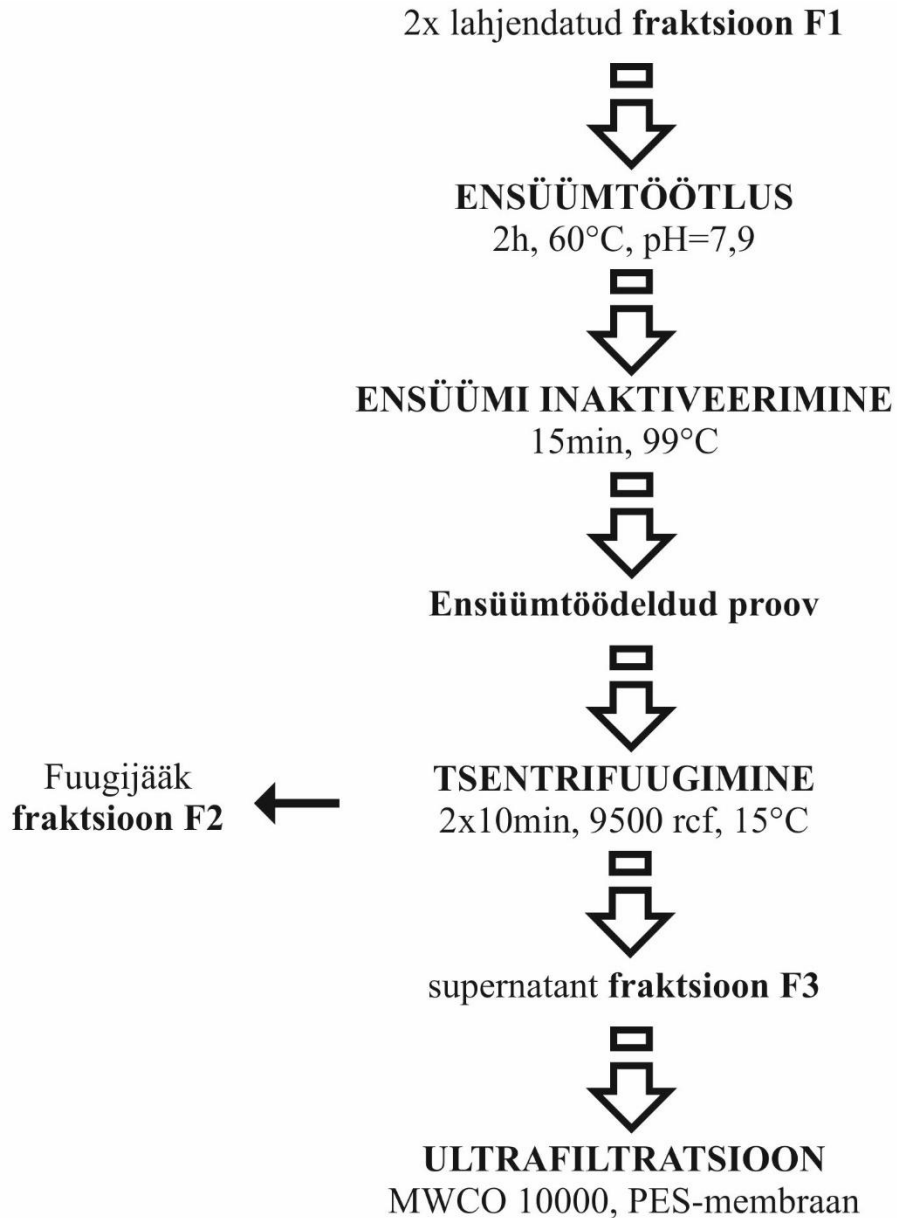 2x lahjendatud fraktsioon F1
ENSÜÜMTÖÖTLUS
2h, 60°C, pH=7,9
ENSÜÜMI INAKTIVEERIMINE
15min, 99°C
Ensüümtöödeldud proov
TSENTRIFUUGIMINE
2x10min, 9500 rcf, 15°C
Fuugijääk
fraktsioon F2
supernatant fraktsioon F3
ULTRAFILTRATSIOON
MWCO 10000, PES-membraan